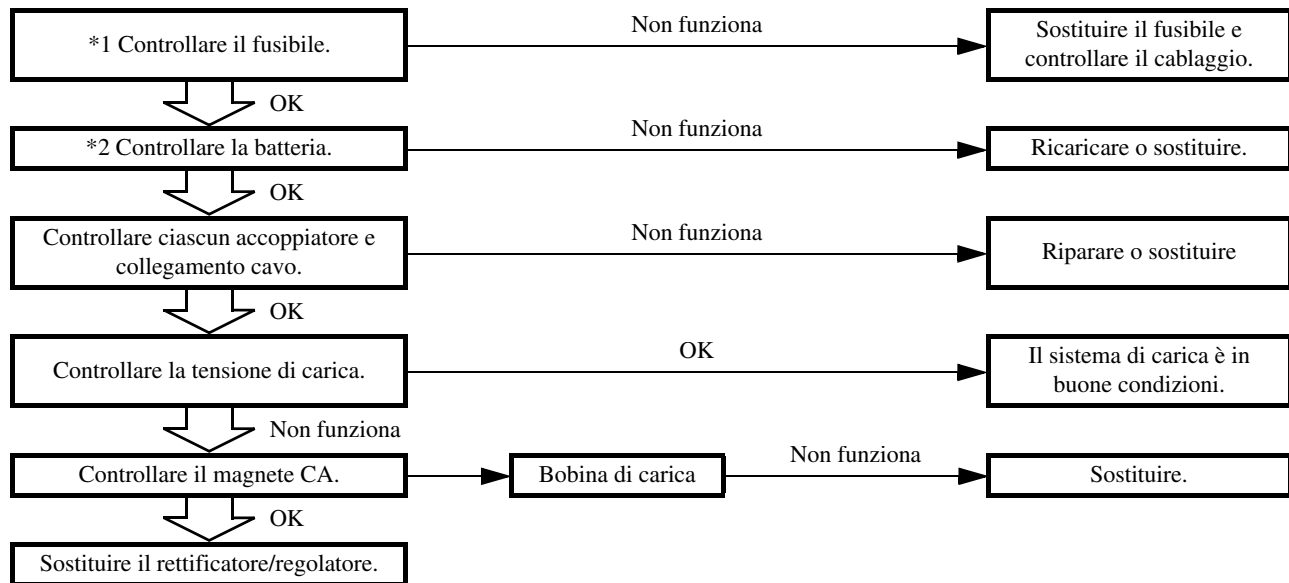 *1 Controllare il fusibile.
Non funziona
Sostituire il fusibile e
controllare il cablaggio.
OK
*2 Controllare la batteria.
Non funziona
Ricaricare o sostituire.
OK
Controllare ciascun accoppiatore e
collegamento cavo.
Non funziona
Riparare o sostituire
OK
Controllare la tensione di carica.
OK
Il sistema di carica è in
buone condizioni.
Non funziona
Controllare il magnete CA.
Bobina di carica
Non funziona
Sostituire.
OK
Sostituire il rettificatore/regolatore.